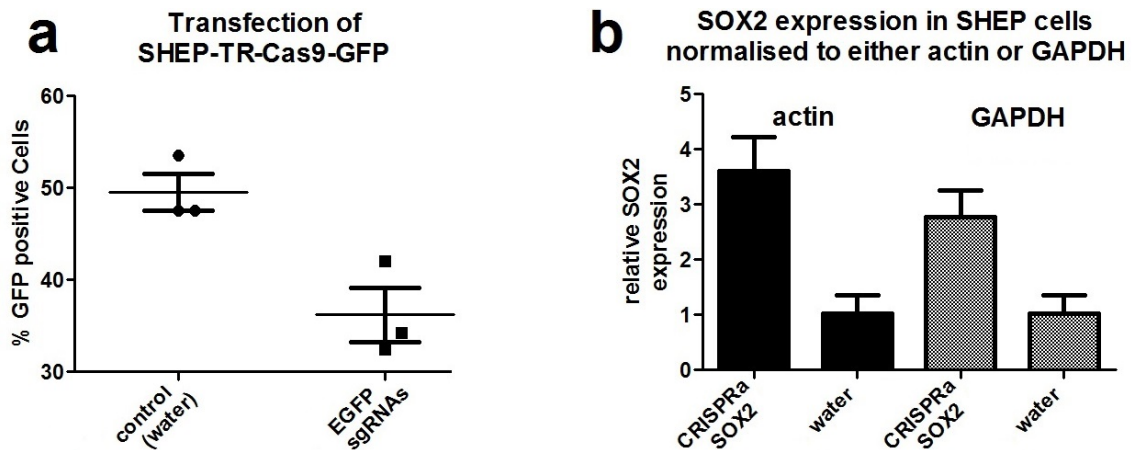 a
Transfection of
SHEP-TR-Cas9-GFP
% GFP positive Cells
60
50
40
30
control
(water)
EGFP
sgRNAs
b
SOX2 expression in SHEP cells
normalised to either actin or GAPDH
relative SOX2
expression
5
4
3
2
1
0
actin
GAPDH
CRISPRa
SOX2
water
CRISPRa
SOX2
water